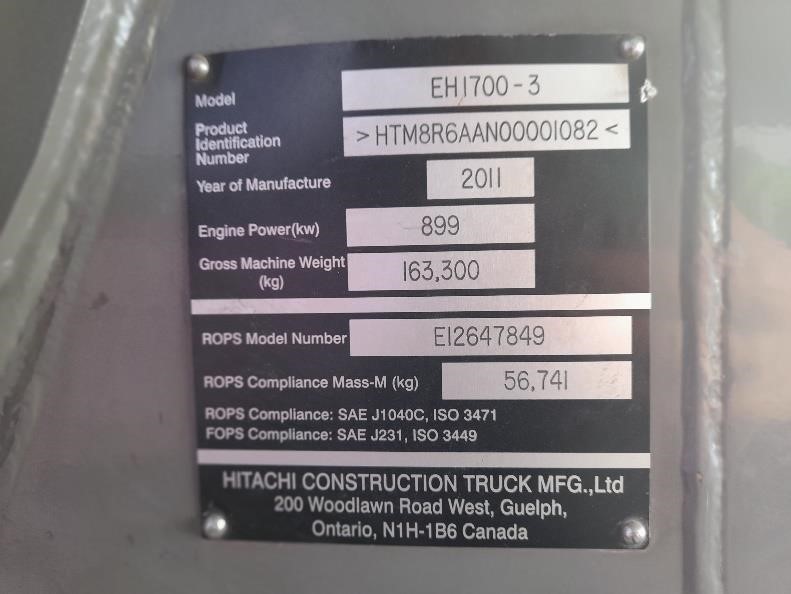 Model EH1700-3
Product Identification Number >HTM8R6AAN00001082<
Year of Manufacture 2011
Engine Power(kw) 899
Gross Machine Weight (kg) 163,300
ROPS Model Number E12647849
ROPS Compliance Mass-M (kg) 56,741
ROPS Compliance: SAE J1040C, ISO 3471
FOPS Compliance: SAE J231, ISO 3449
HITACHI CONSTRUCTION TRUCK MFG.,Ltd
200 Woodlawn Road West, Guelph,
Ontario, N1H-1B6 Canada